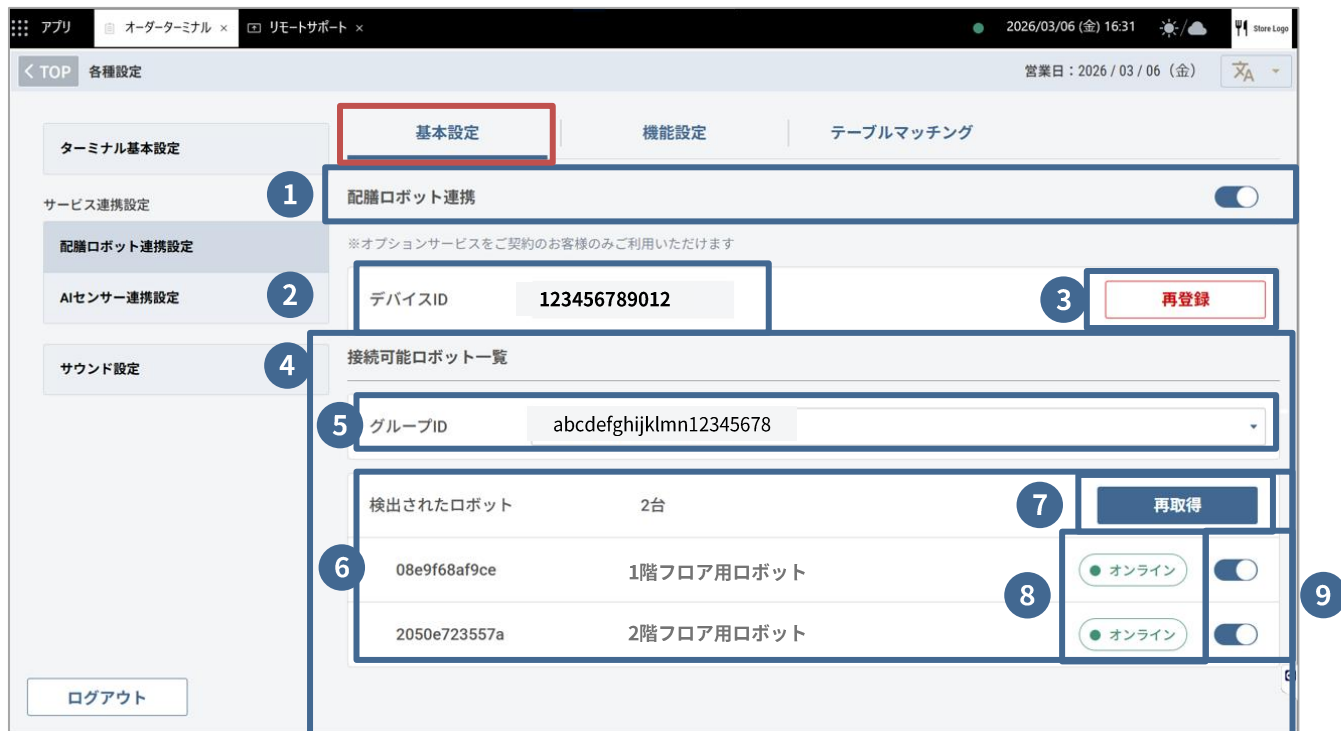 アプリ オーダーターミナル × リモートサポート × 2026/03/06 (金) 16:31 Store Logo
< TOP 各種設定 営業日:2026 / 03 / 06(金)
基本設定 機能設定 テーブルマッチング
ターミナル基本設定
サービス連携設定
配膳ロボット連携設定
AIセンサー連携設定
サウンド設定
ログアウト
1 配膳ロボット連携
※オプションサービスをご契約のお客様のみご利用いただけます
2 デバイスID 123456789012 3 再登録
4 接続可能ロボット一覧
5 グループID abcdefghijklmn12345678
検出されたロボット 2台 7 再取得
6 08e9f68af9ce 1階フロア用ロボット オンライン
8 9
2050e723557a 2階フロア用ロボット オンライン